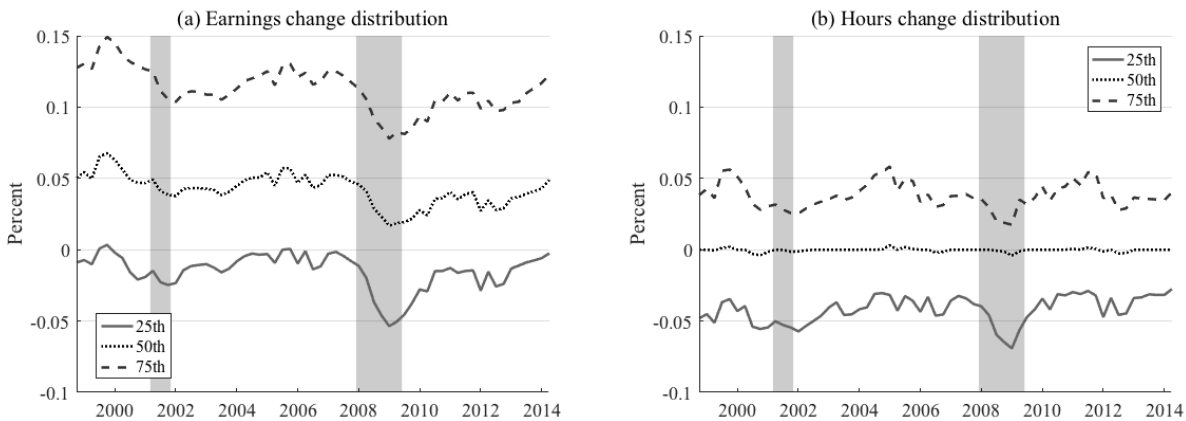 (a) Earnings change distribution
0.15
0.1
0.05
0
-0.05
-0.1
Percent
25th
50th
75th
2000 2002 2004 2006 2008 2010 2012 2014
(b) Hours change distribution
0.15
0.1
0.05
0
-0.05
-0.1
Percent
25th
50th
75th
2000 2002 2004 2006 2008 2010 2012 2014